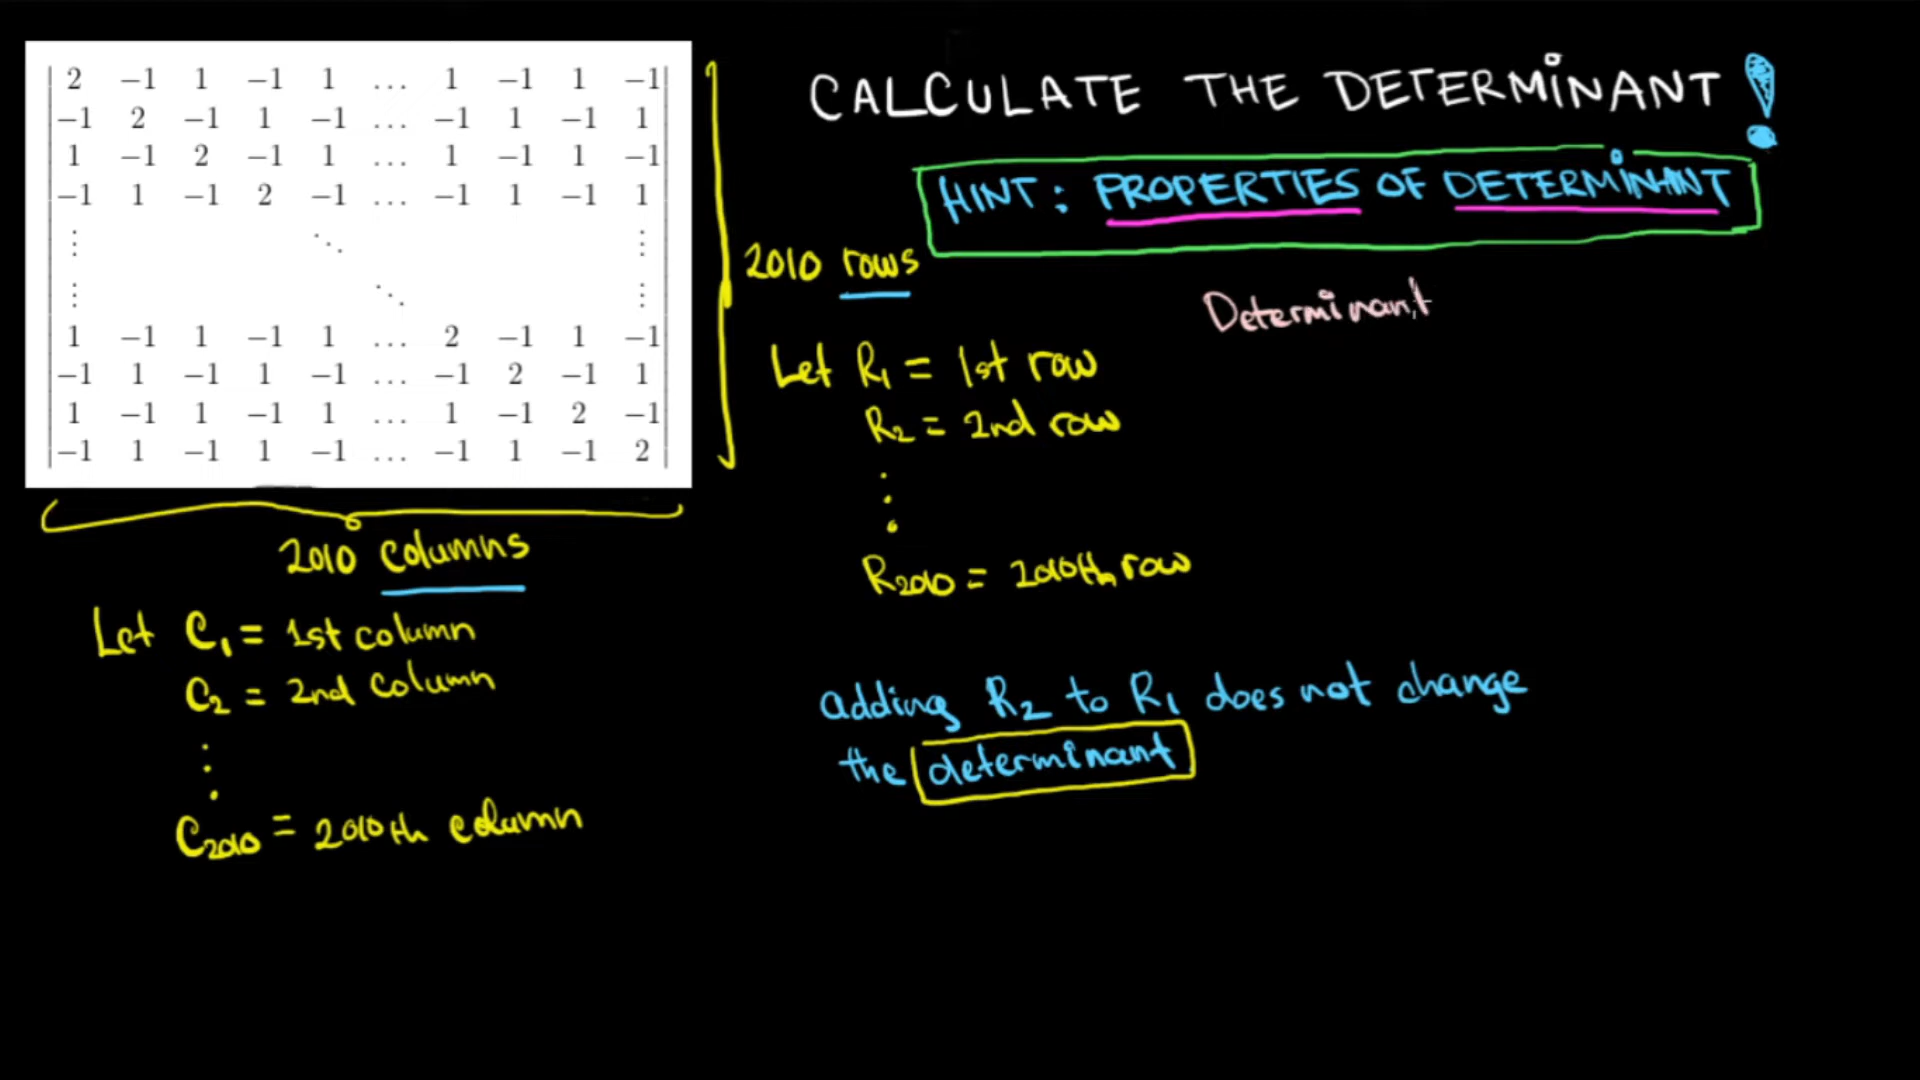 2 −1 1 −1 1 … 1 −1 1 −1
−1 2 −1 1 −1 … −1 1 −1 1
1 −1 2 −1 1 … 1 −1 1 −1
−1 1 −1 2 −1 … −1 1 −1 1
⋮ ⋱ ⋮
⋮ ⋱ ⋮
1 −1 1 −1 1 … 2 −1 1 −1
−1 1 −1 1 −1 … −1 2 −1 1
1 −1 1 −1 1 … 1 −1 2 −1
−1 1 −1 1 −1 … −1 1 −1 2
2010 columns
Let C₁ = 1st column
C₂ = 2nd column
⋮
C₂₀₁₀ = 2010th column
CALCULATE THE DETERMINANT!
HINT: PROPERTIES OF DETERMINANT
2010 rows
Determinant
Let R₁ = 1st row
R₂ = 2nd row
⋮
R₂₀₁₀ = 2010th row
adding R₂ to R₁ does not change
the determinant